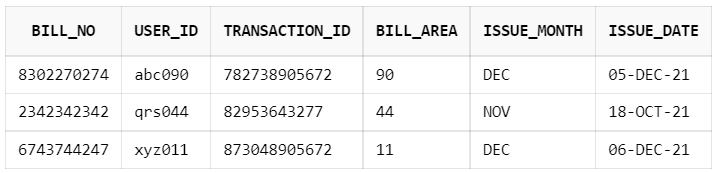 BILL_NO USER_ID TRANSACTION_ID BILL_AREA ISSUE_MONTH ISSUE_DATE
8302270274 abc090 782738905672 90 DEC 05-DEC-21
2342342342 qrs044 82953643277 44 NOV 18-OCT-21
6743744247 xyz011 873048905672 11 DEC 06-DEC-21